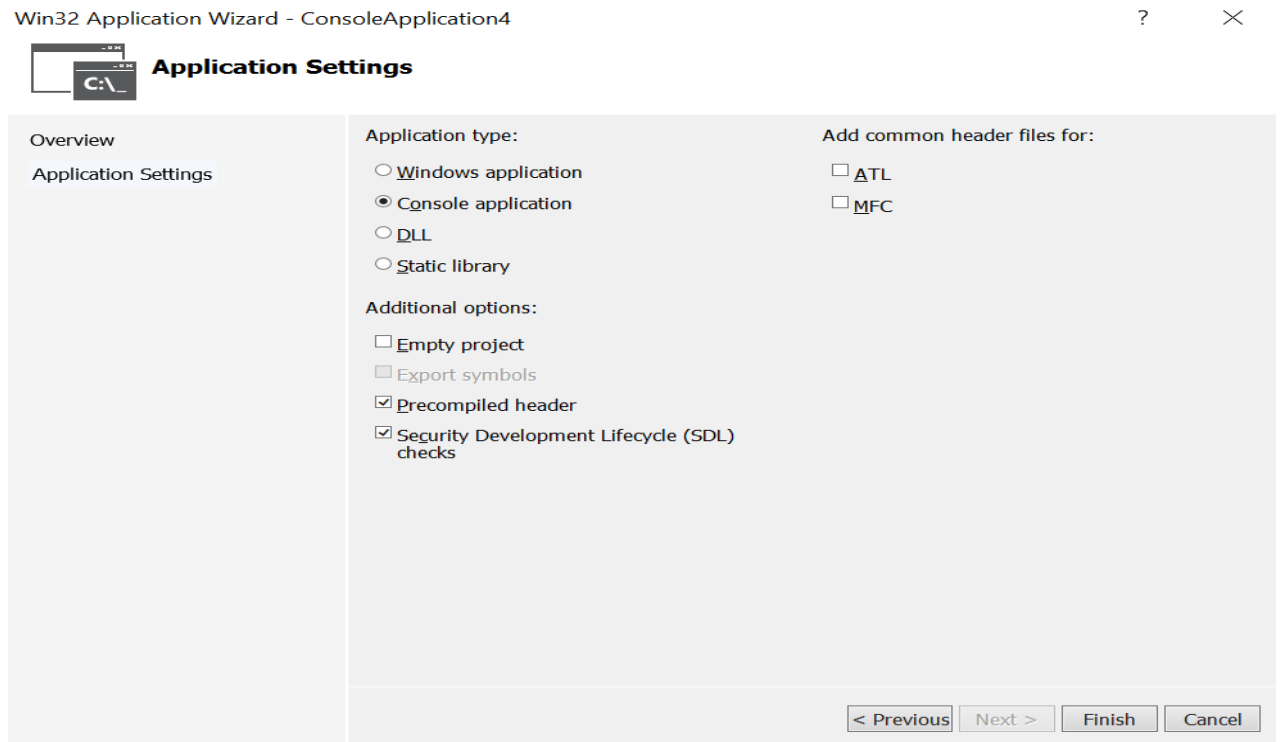 Win32 Application Wizard - ConsoleApplication4
?
C:\_
Application Settings
Overview
Application Settings
Application type:
Windows application
Console application
DLL
Static library
Additional options:
Empty project
Export symbols
Precompiled header
Security Development Lifecycle (SDL)
checks
Add common header files for:
ATL
MFC
< Previous
Next >
Finish
Cancel